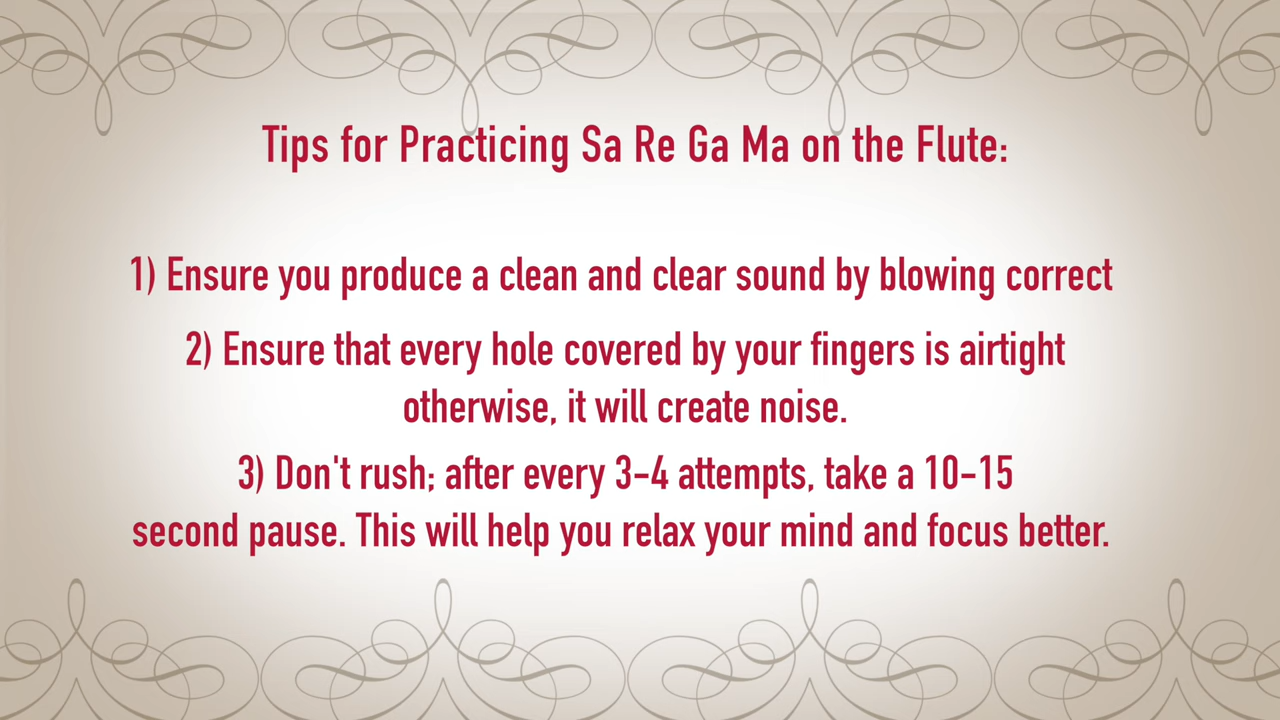 Tips for Practicing Sa Re Ga Ma on the Flute:
1) Ensure you produce a clean and clear sound by blowing correct
2) Ensure that every hole covered by your fingers is airtight
otherwise, it will create noise.
3) Don't rush; after every 3-4 attempts, take a 10-15
second pause. This will help you relax your mind and focus better.